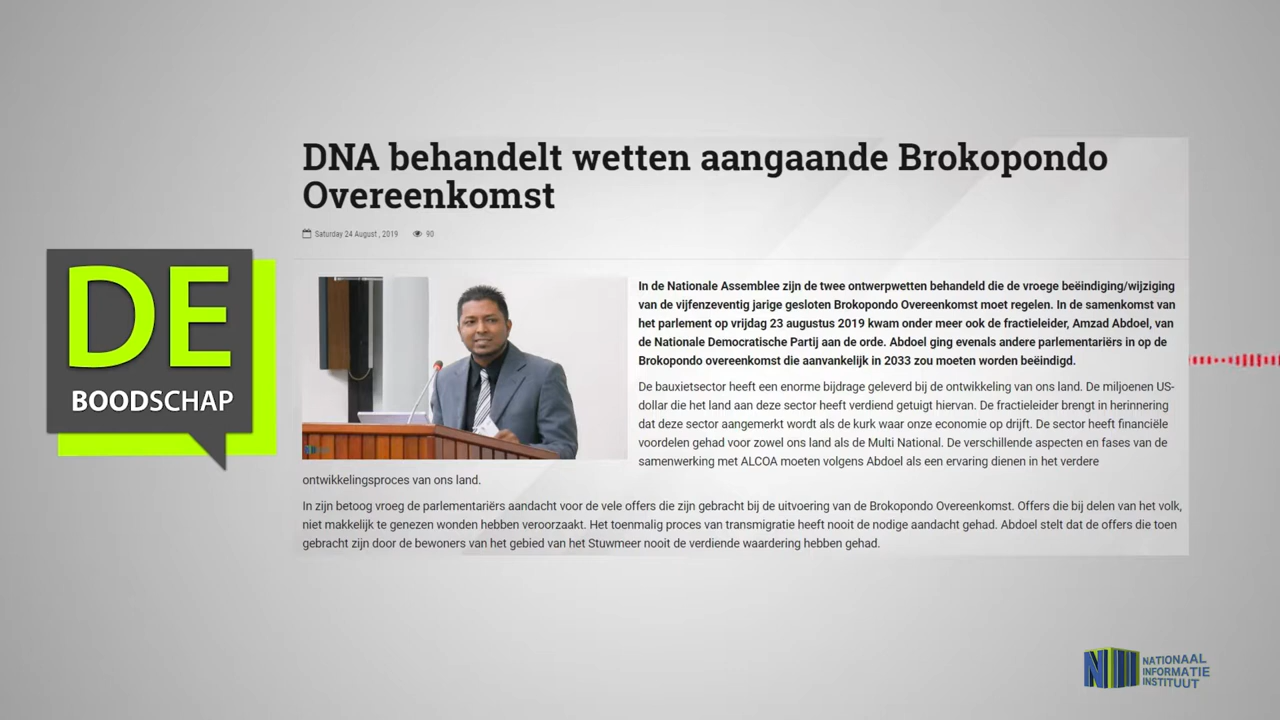 DNA behandelt wetten aangaande Brokopondo
Overeenkomst
Saturday 24 August , 2019 90
DE
BOODSCHAP
In de Nationale Assemblee zijn de twee ontwerpwetten behandeld die de vroege beëindiging/wijziging
van de vijfenzeventig jarige gesloten Brokopondo Overeenkomst moet regelen. In de samenkomst van
het parlement op vrijdag 23 augustus 2019 kwam onder meer ook de fractieleider, Amzad Abdoel, van
de Nationale Democratische Partij aan de orde. Abdoel ging evenals andere parlementariërs in op de
Brokopondo overeenkomst die aanvankelijk in 2033 zou moeten worden beëindigd.
De bauxietsector heeft een enorme bijdrage geleverd bij de ontwikkeling van ons land. De miljoenen US-
dollar die het land aan deze sector heeft verdiend getuigt hiervan. De fractieleider brengt in herinnering
dat deze sector aangemerkt wordt als de kurk waar onze economie op drijft. De sector heeft financiële
voordelen gehad voor zowel ons land als de Multi National. De verschillende aspecten en fases van de
samenwerking met ALCOA moeten volgens Abdoel als een ervaring dienen in het verdere
ontwikkelingsproces van ons land.
In zijn betoog vroeg de parlementariërs aandacht voor de vele offers die zijn gebracht bij de uitvoering van de Brokopondo Overeenkomst. Offers die bij delen van het volk,
niet makkelijk te genezen wonden hebben veroorzaakt. Het toenmalig proces van transmigratie heeft nooit de nodige aandacht gehad. Abdoel stelt dat de offers die toen
gebracht zijn door de bewoners van het gebied van het Stuwmeer nooit de verdiende waardering hebben gehad.
NATIONAAL
INFORMATIE
INSTITUUT